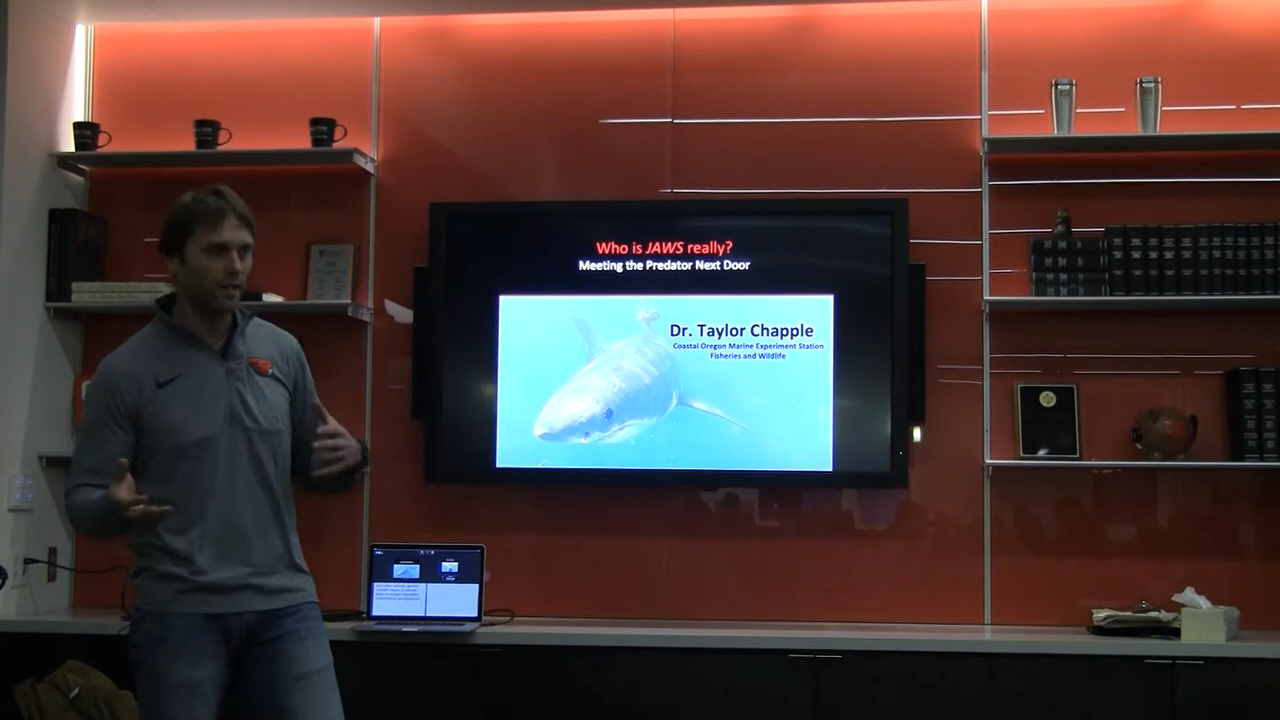 Who is JAWS really?
Meeting the Predator Next Door
Dr. Taylor Chapple
Coastal Oregon Marine Experiment Station
Fisheries and Wildlife